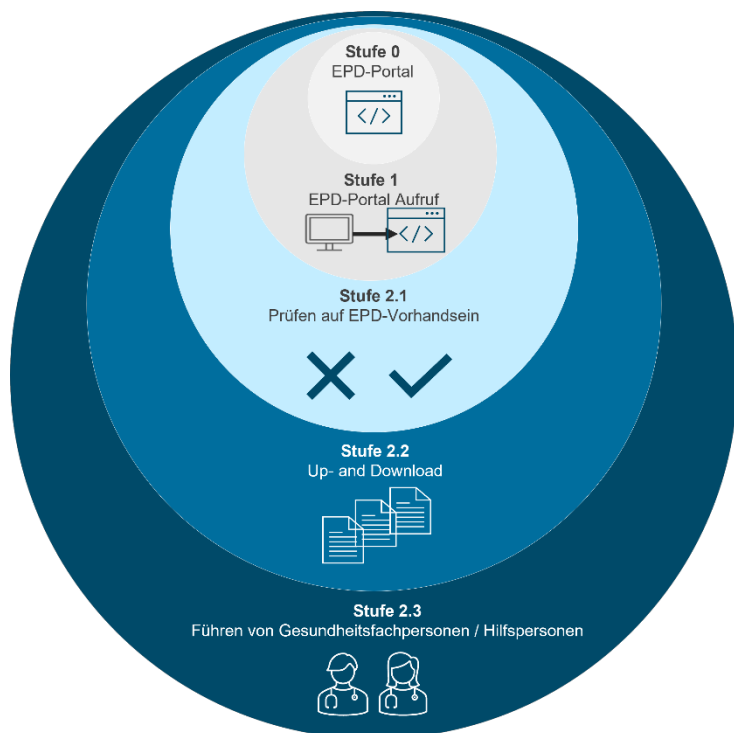 Stufe 0
EPD-Portal
</>
Stufe 1
EPD-Portal Aufruf
</>
Stufe 2.1
Prüfen auf EPD-Vorhandsein
Stufe 2.2
Up- and Download
Stufe 2.3
Führen von Gesundheitsfachpersonen / Hilfspersonen